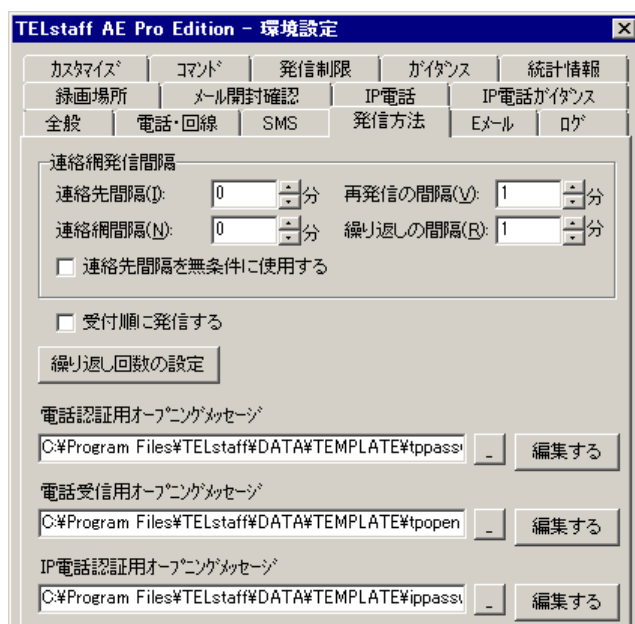 TELstaff AE Pro Edition - 環境設定
ｶｽﾀﾏｲｽﾞ ｺﾏﾝﾄﾞ 発信制限 ｶﾞｲﾀﾞﾝｽ 統計情報
録画場所 ﾒｰﾙ開封確認 IP電話 IP電話ｶﾞｲﾀﾞﾝｽ
全般 電話・回線 SMS 発信方法 Eﾒｰﾙ ﾛｸﾞ
連絡網発信間隔
連絡先間隔(I): 0 分 再発信の間隔(V): 1 分
連絡網間隔(N): 0 分 繰り返しの間隔(R): 1 分
連絡先間隔を無条件に使用する
受付順に発信する
繰り返し回数の設定
電話認証用ｵｰﾌﾟﾆﾝｸﾞﾒｯｾｰｼﾞ
C:¥Program Files¥TELstaff¥DATA¥TEMPLATE¥tppassw _ 編集する
電話受信用ｵｰﾌﾟﾆﾝｸﾞﾒｯｾｰｼﾞ
C:¥Program Files¥TELstaff¥DATA¥TEMPLATE¥tpopen _ 編集する
IP電話認証用ｵｰﾌﾟﾆﾝｸﾞﾒｯｾｰｼﾞ
C:¥Program Files¥TELstaff¥DATA¥TEMPLATE¥ippassw _ 編集する